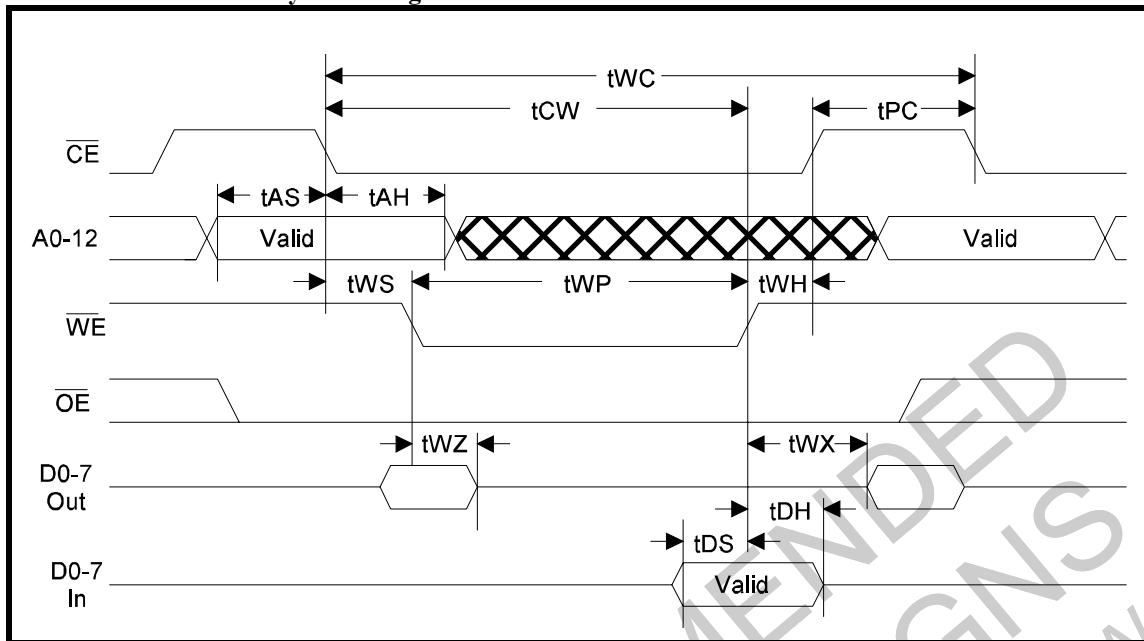 tWC
tCW
tPC
CE
tAS
tAH
A0-12
Valid
Valid
tWS
tWP
tWH
WE
OE
tWZ
tWX
D0-7
Out
tDH
tDS
D0-7
In
Valid